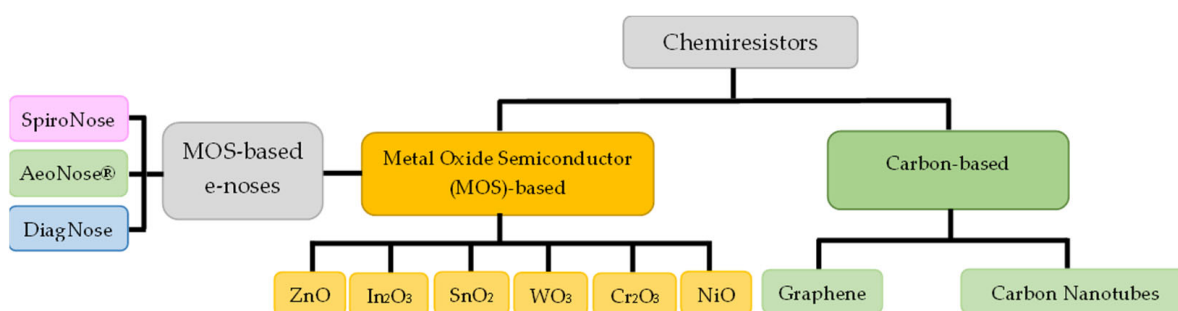 Chemiresistors
SpiroNose
AeoNose®
DiagNose
MOS-based
e-noses
Metal Oxide Semiconductor
(MOS)-based
Carbon-based
ZnO
In₂O₃
SnO₂
WO₃
Cr₂O₃
NiO
Graphene
Carbon Nanotubes